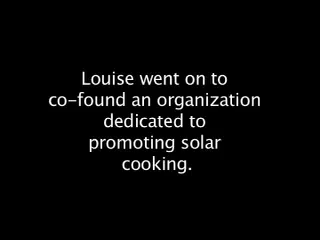 Louise went on to
co-found an organization
dedicated to
promoting solar
cooking.